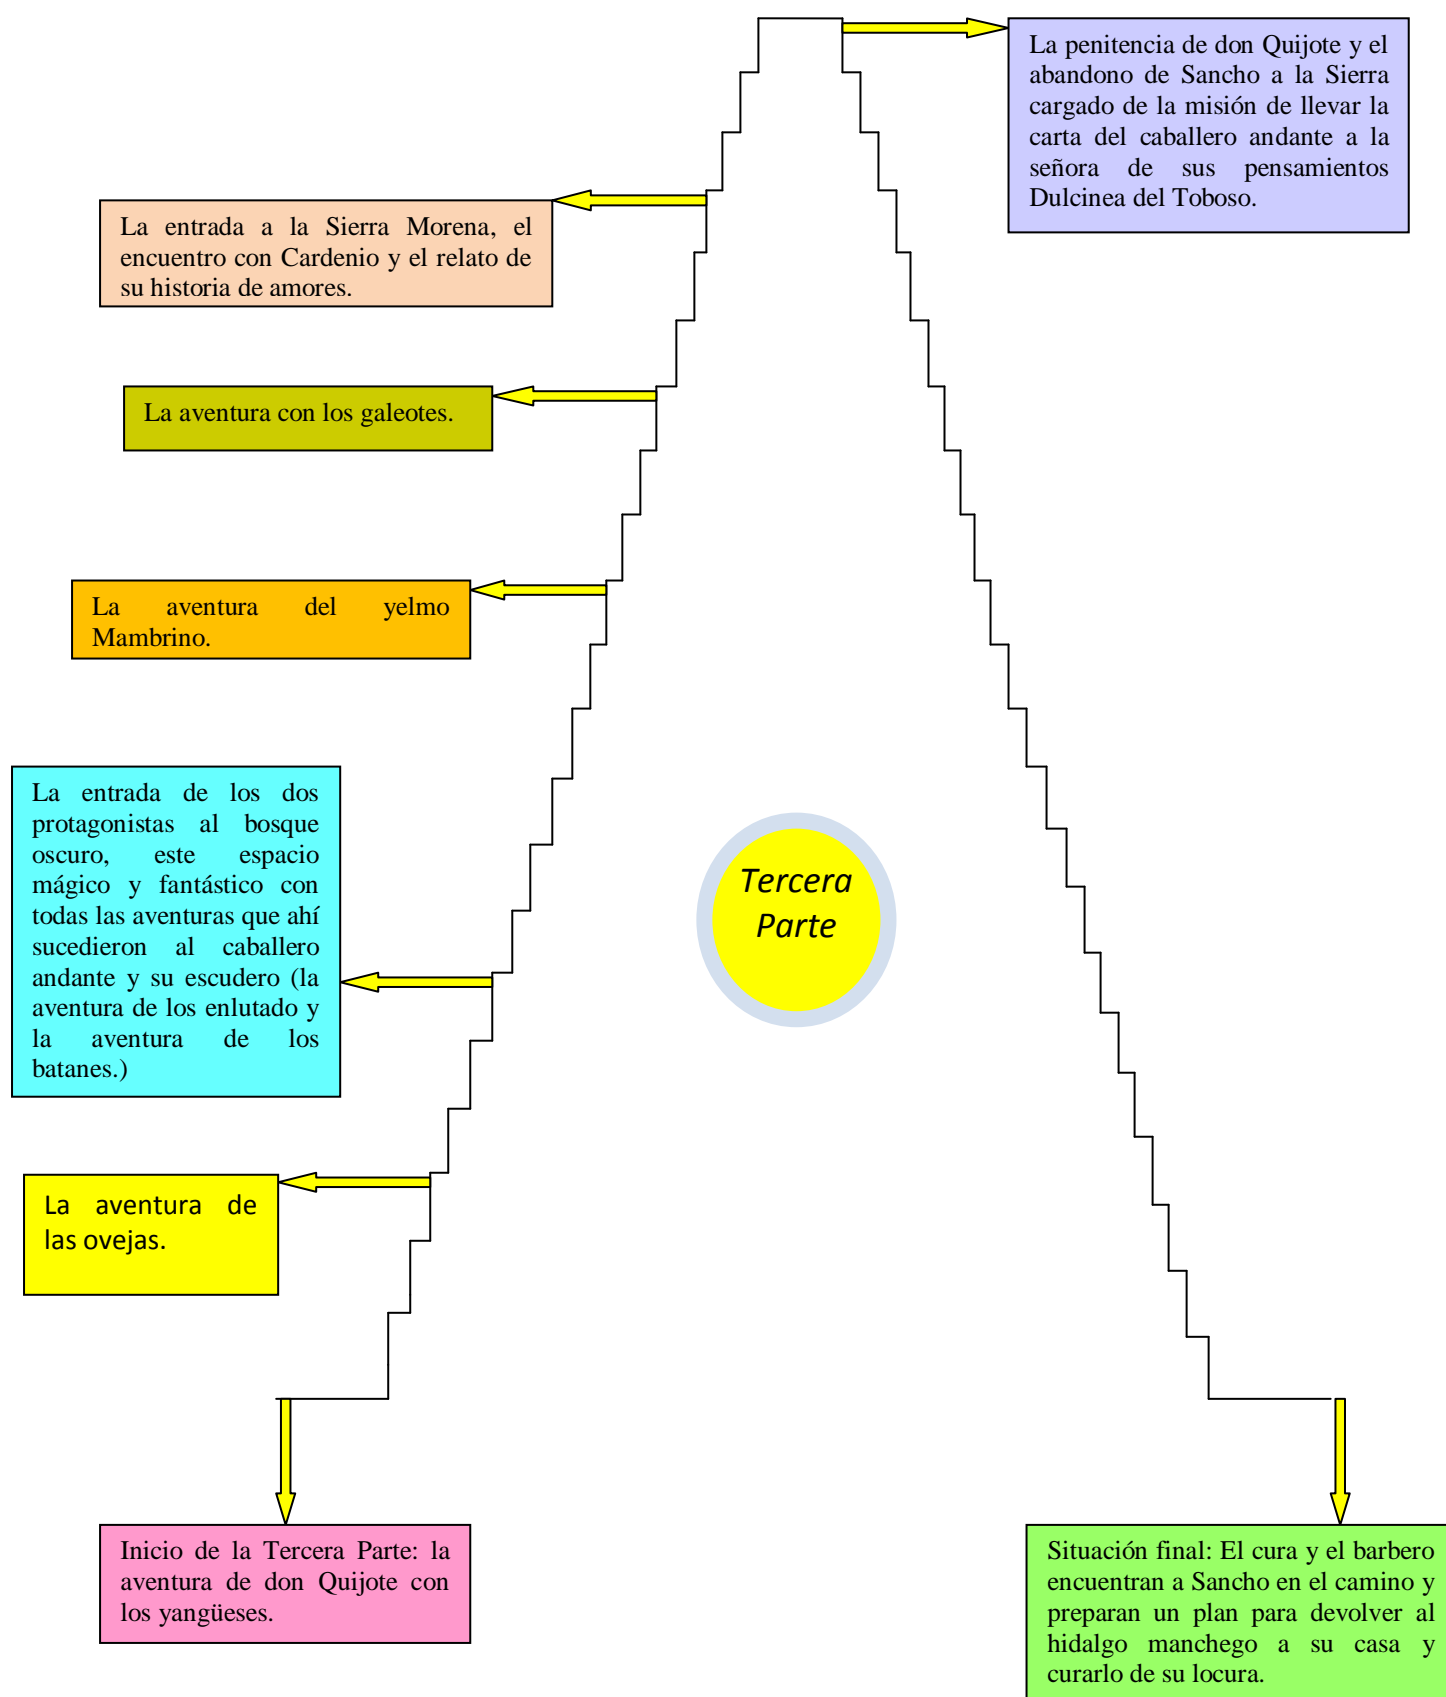 La penitencia de don Quijote y el
abandono de Sancho a la Sierra
cargado de la misión de llevar la
carta del caballero andante a la
señora de sus pensamientos
Dulcinea del Toboso.
La entrada a la Sierra Morena, el
encuentro con Cardenio y el relato de
su historia de amores.
La aventura con los galeotes.
La aventura del yelmo
Mambrino.
La entrada de los dos
protagonistas al bosque
oscuro, este espacio
mágico y fantástico con
todas las aventuras que ahí
sucedieron al caballero
andante y su escudero (la
aventura de los enlutado y
la aventura de los
batanes.)
Tercera
Parte
La aventura de
las ovejas.
Inicio de la Tercera Parte: la
aventura de don Quijote con
los yangüeses.
Situación final: El cura y el barbero
encuentran a Sancho en el camino y
preparan un plan para devolver al
hidalgo manchego a su casa y
curarlo de su locura.